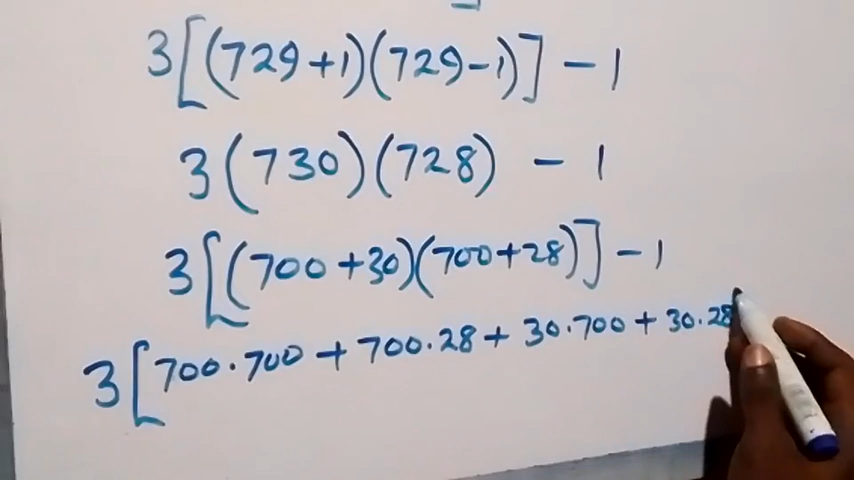 3[(729+1)(729-1)] - 1
3(730)(728) - 1
3[(700+30)(700+28)] - 1
3[700·700 + 700·28 + 30·700 + 30·28